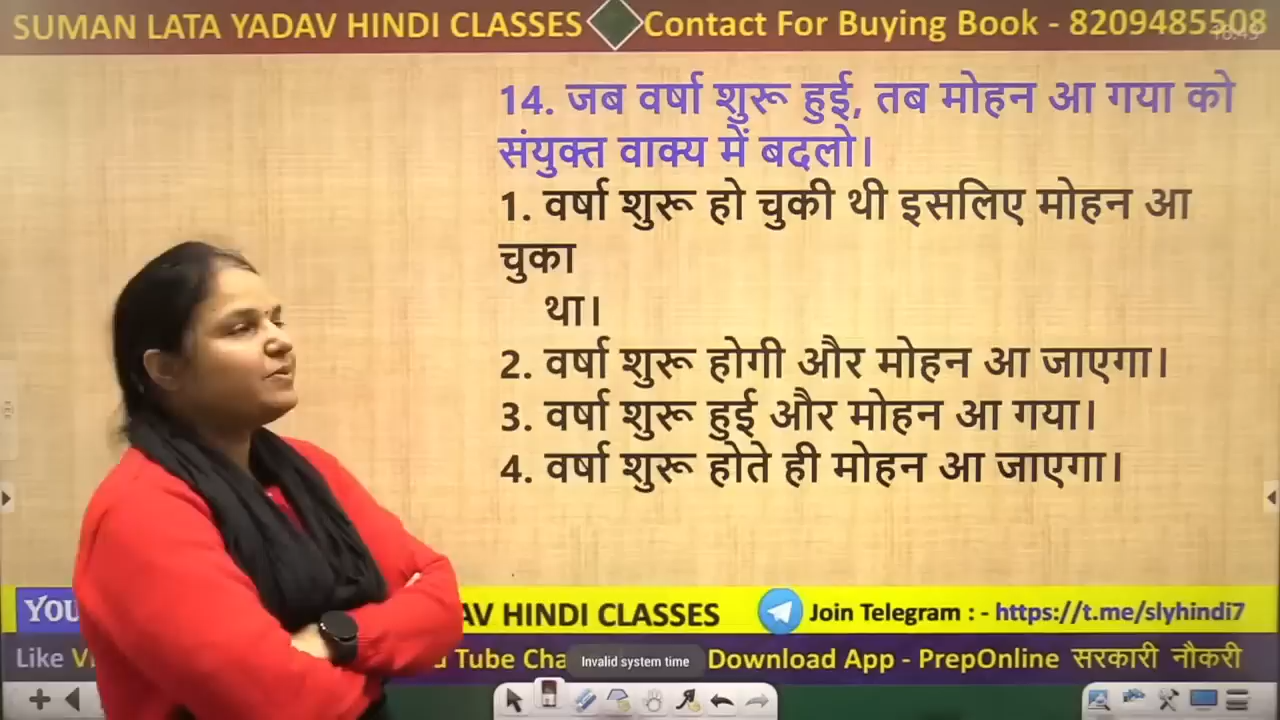 SUMAN LATA YADAV HINDI CLASSES Contact For Buying Book - 8209485508
14. जब वर्षा शुरू हुई, तब मोहन आ गया को
संयुक्त वाक्य में बदलो।
1. वर्षा शुरू हो चुकी थी इसलिए मोहन आ
चुका
था।
2. वर्षा शुरू होगी और मोहन आ जाएगा।
3. वर्षा शुरू हुई और मोहन आ गया।
4. वर्षा शुरू होते ही मोहन आ जाएगा।
YOU AV HINDI CLASSES Join Telegram : - https://t.me/slyhindi7
Like Tube Cha Invalid system time Download App - PrepOnline सरकारी नौकरी